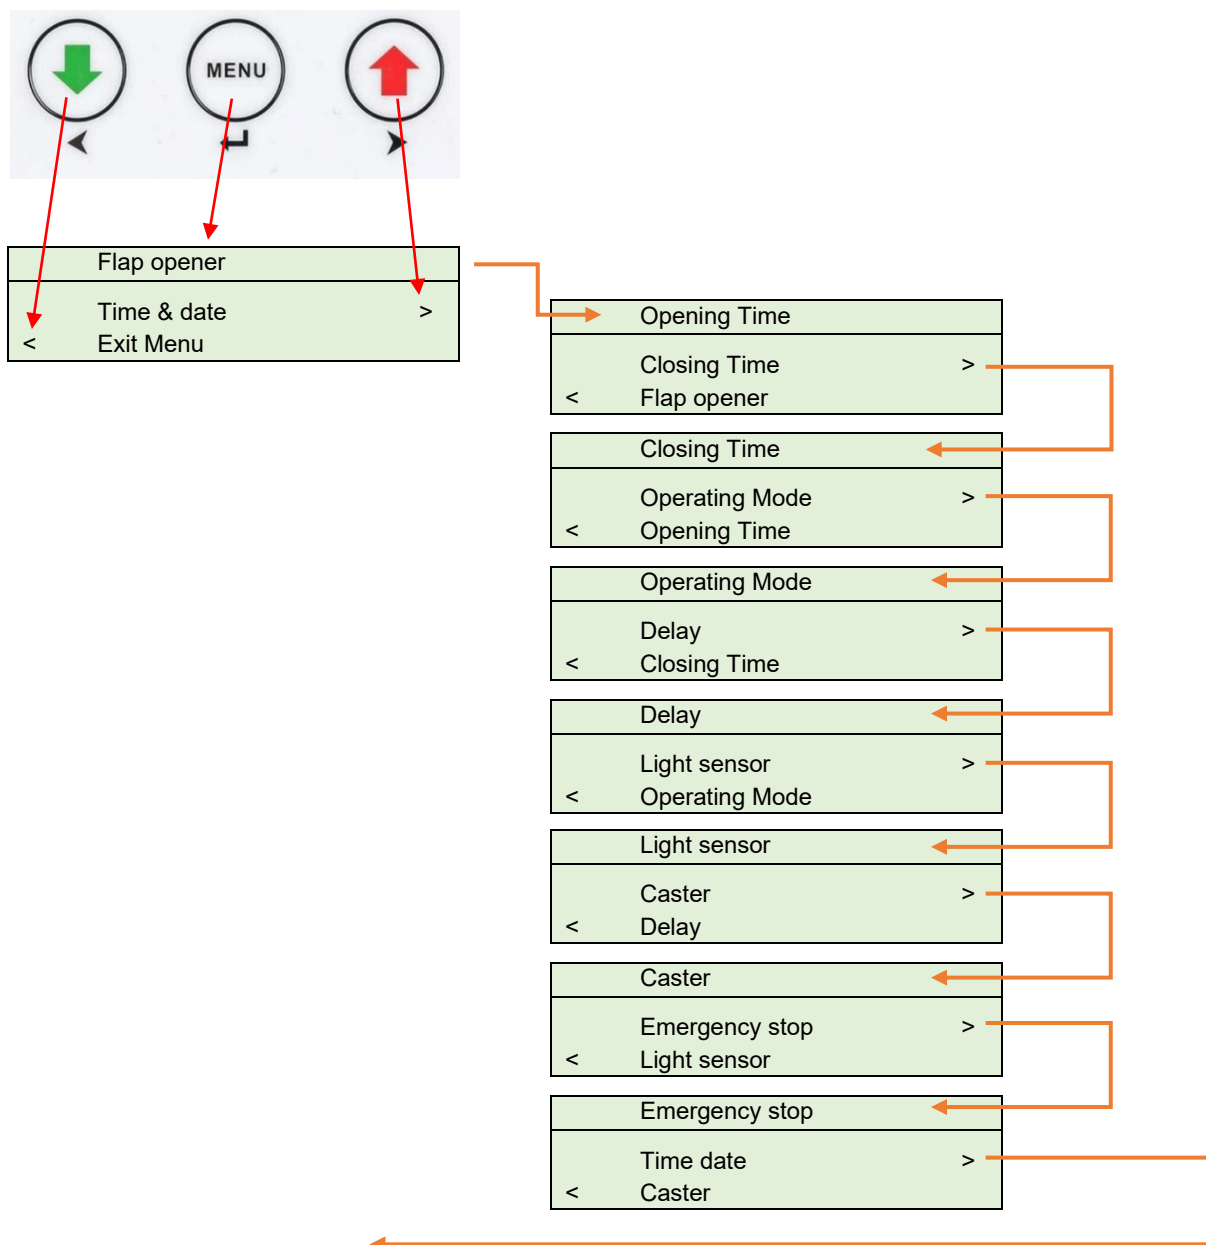 MENU
Flap opener
Time & date >
< Exit Menu
Opening Time
Closing Time >
< Flap opener
Closing Time
Operating Mode >
< Opening Time
Operating Mode
Delay >
< Closing Time
Delay
Light sensor >
< Operating Mode
Light sensor
Caster >
< Delay
Caster
Emergency stop >
< Light sensor
Emergency stop
Time date >
< Caster